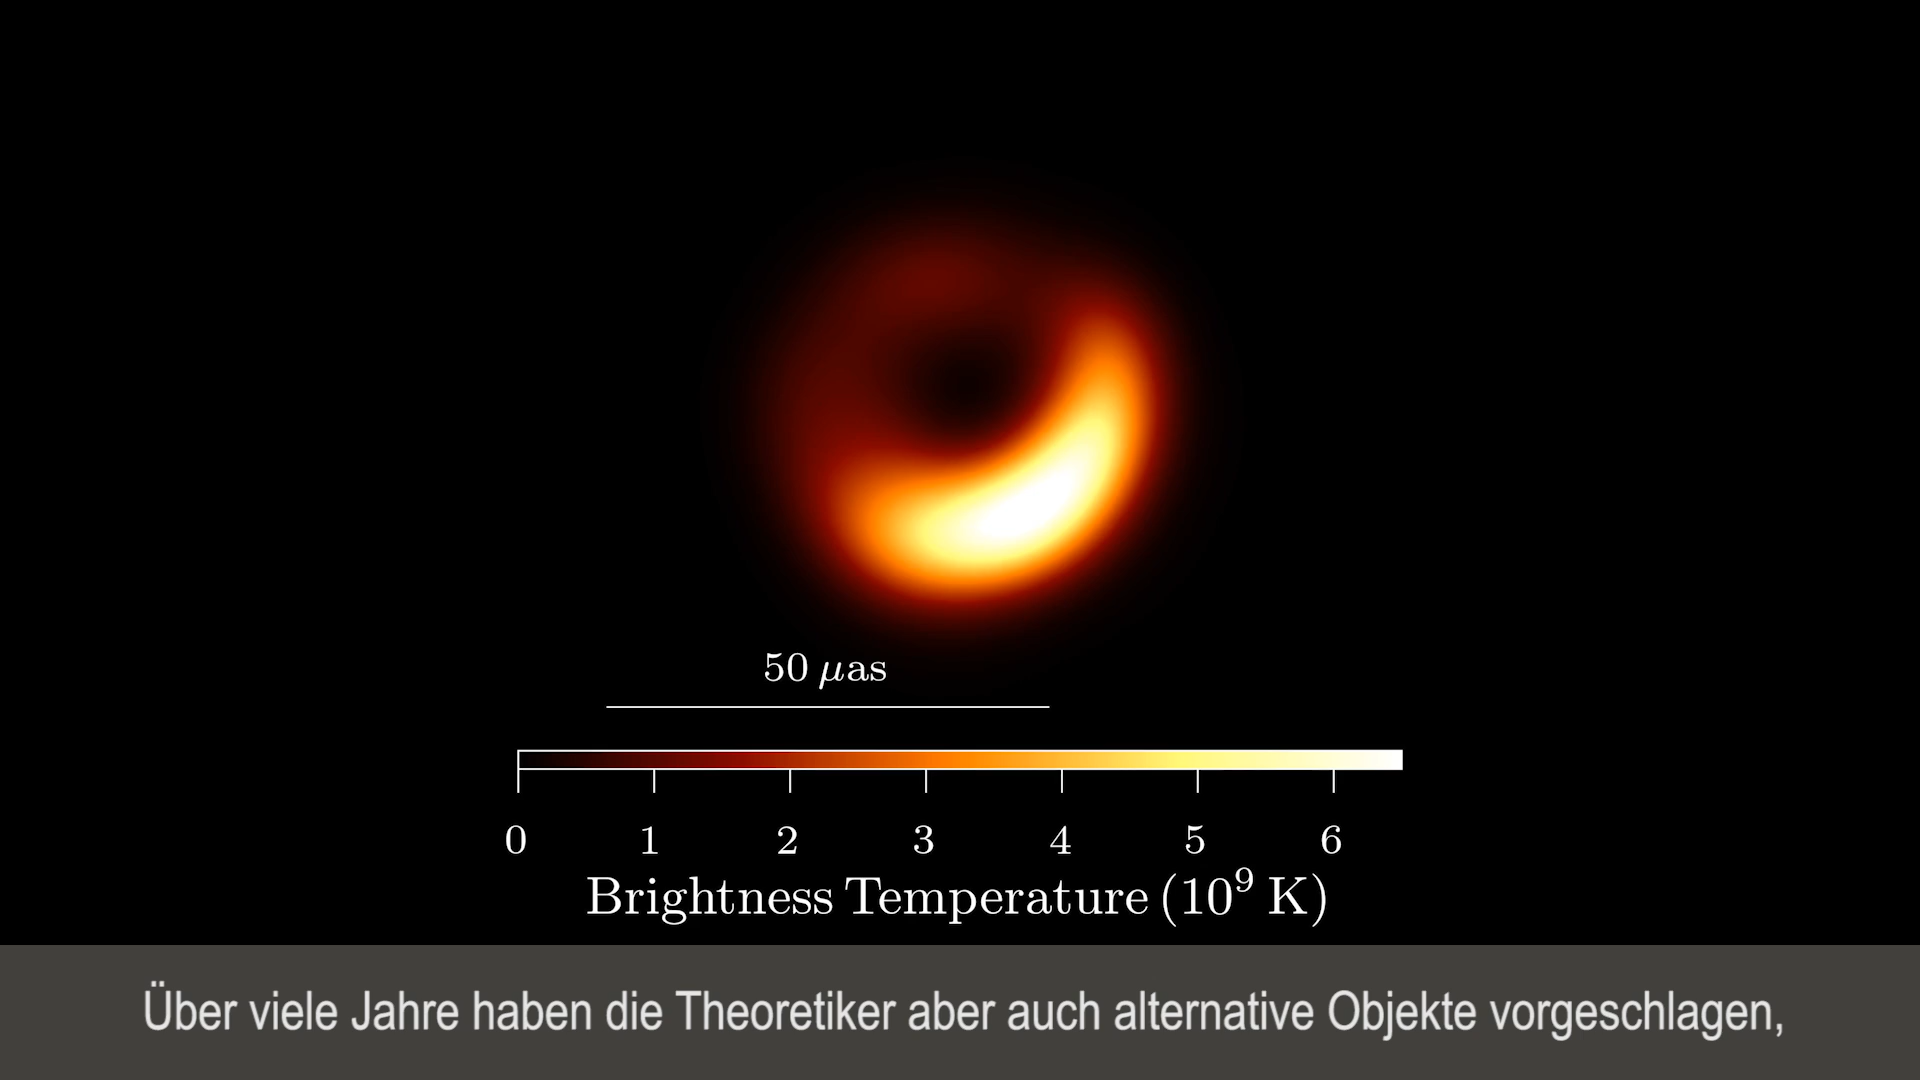 50 μas
0 1 2 3 4 5 6
Brightness Temperature (10⁹ K)
Über viele Jahre haben die Theoretiker aber auch alternative Objekte vorgeschlagen,